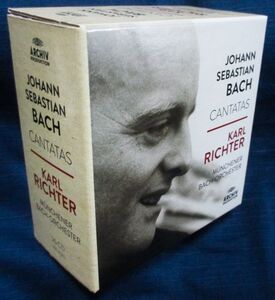 ARCHIV
PRODUKTION
JOHANN
SEBASTIAN
BACH
CANTATAS
KARL
RICHTER
MÜNCHENER
BACH-ORCHESTER
JOHANN
SEBASTIAN
BACH
CANTATAS
KARL
RICHTER
MÜNCHENER
BACH-ORCHESTER
ARCHIV